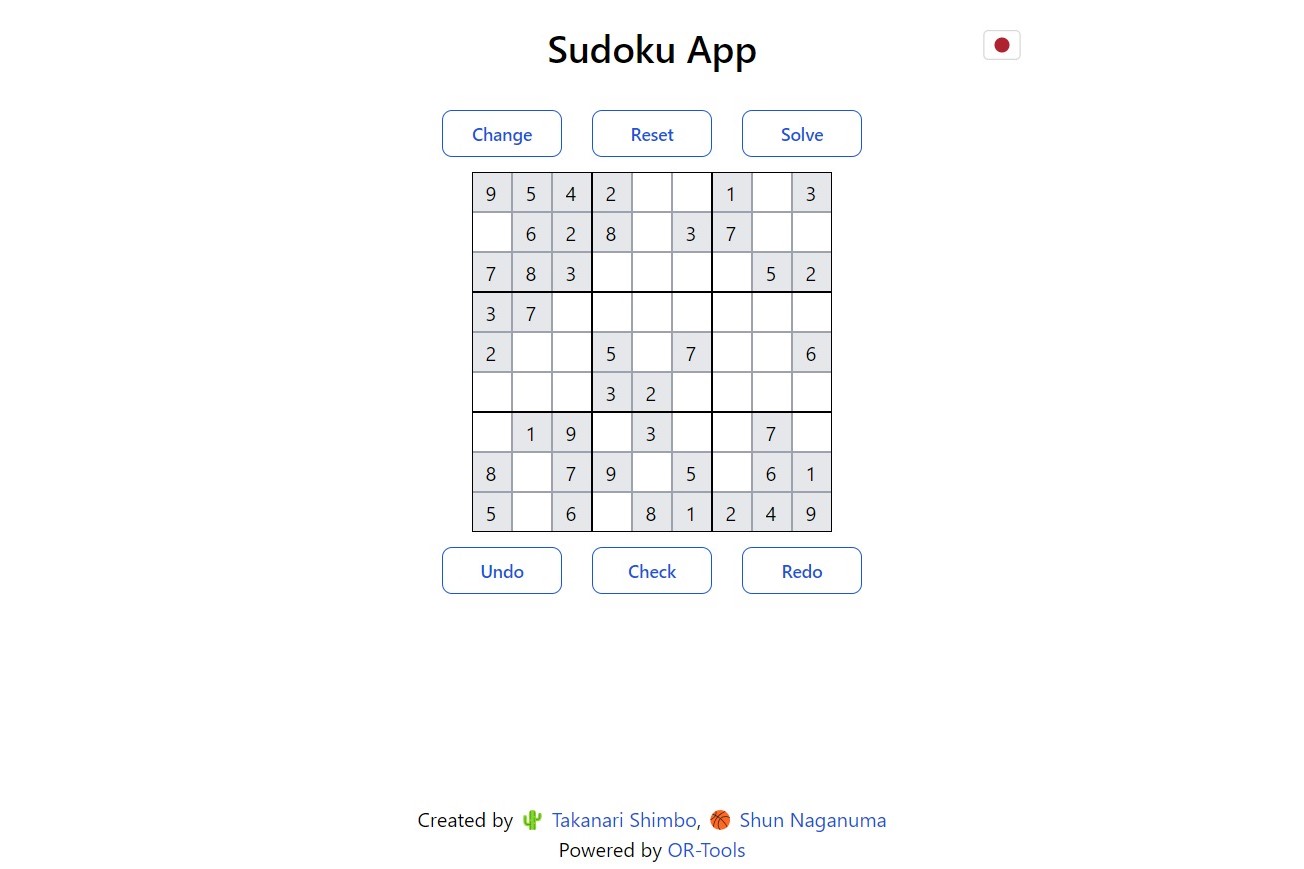 Sudoku App
Change Reset Solve
9 5 4 2 1 3
6 2 8 3 7
7 8 3 5 2
3 7
2 5 7 6
3 2
1 9 3 7
8 7 9 5 6 1
5 6 8 1 2 4 9
Undo Check Redo
Created by 🌵 Takanari Shimbo, 🏀 Shun Naganuma
Powered by OR-Tools